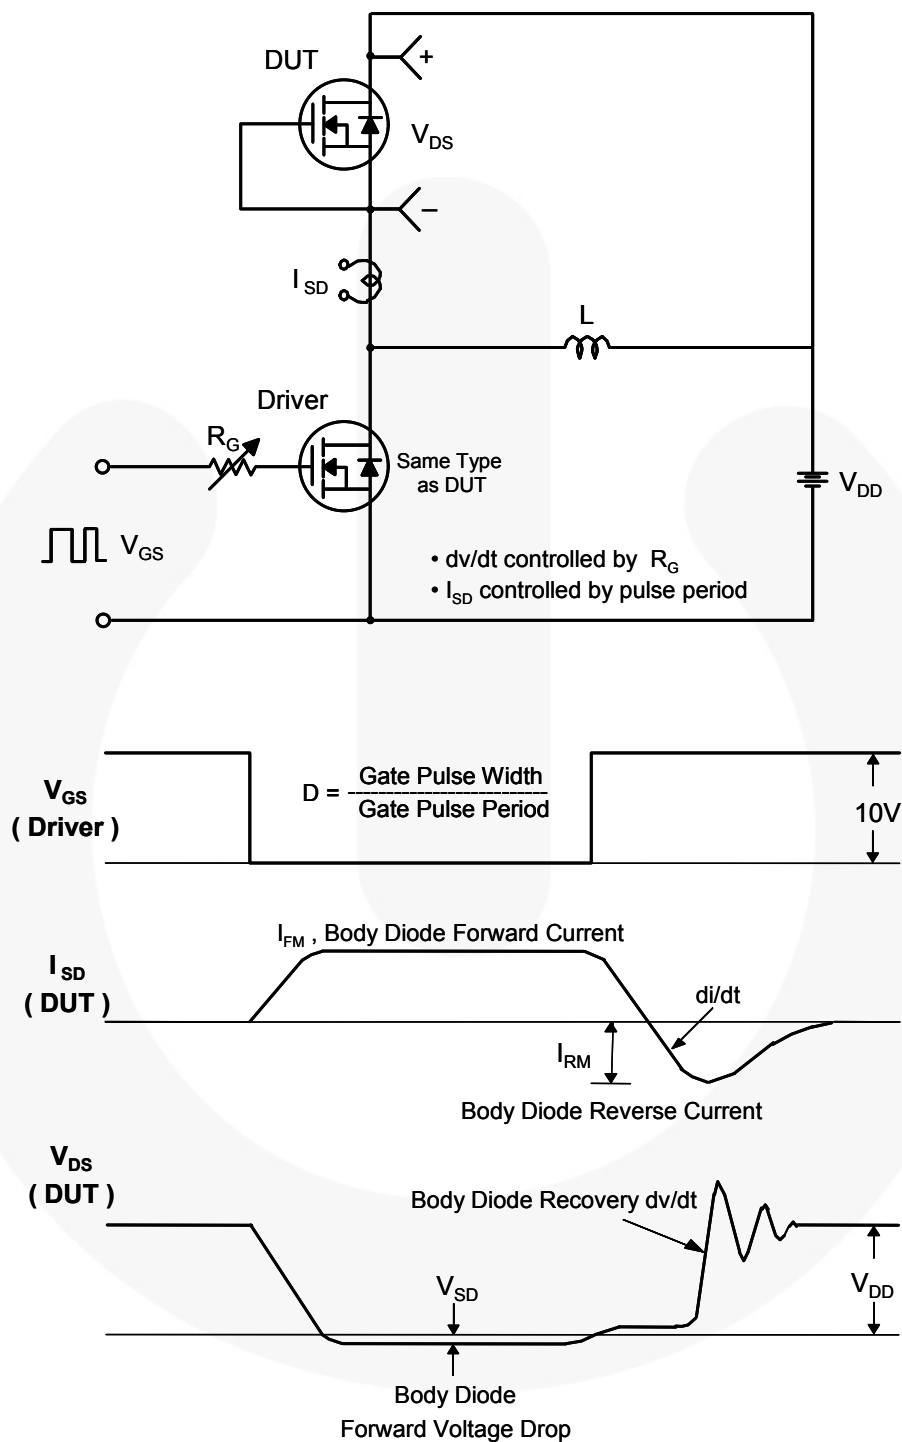 DUT
+
V_DS
−
I_SD
L
Driver
R_G
Same Type
as DUT
V_DD
V_GS
• dv/dt controlled by R_G
• I_SD controlled by pulse period
V_GS
( Driver )
D = Gate Pulse Width
Gate Pulse Period
10V
I_FM , Body Diode Forward Current
I_SD
( DUT )
di/dt
I_RM
Body Diode Reverse Current
V_DS
( DUT )
Body Diode Recovery dv/dt
V_SD
V_DD
Body Diode
Forward Voltage Drop